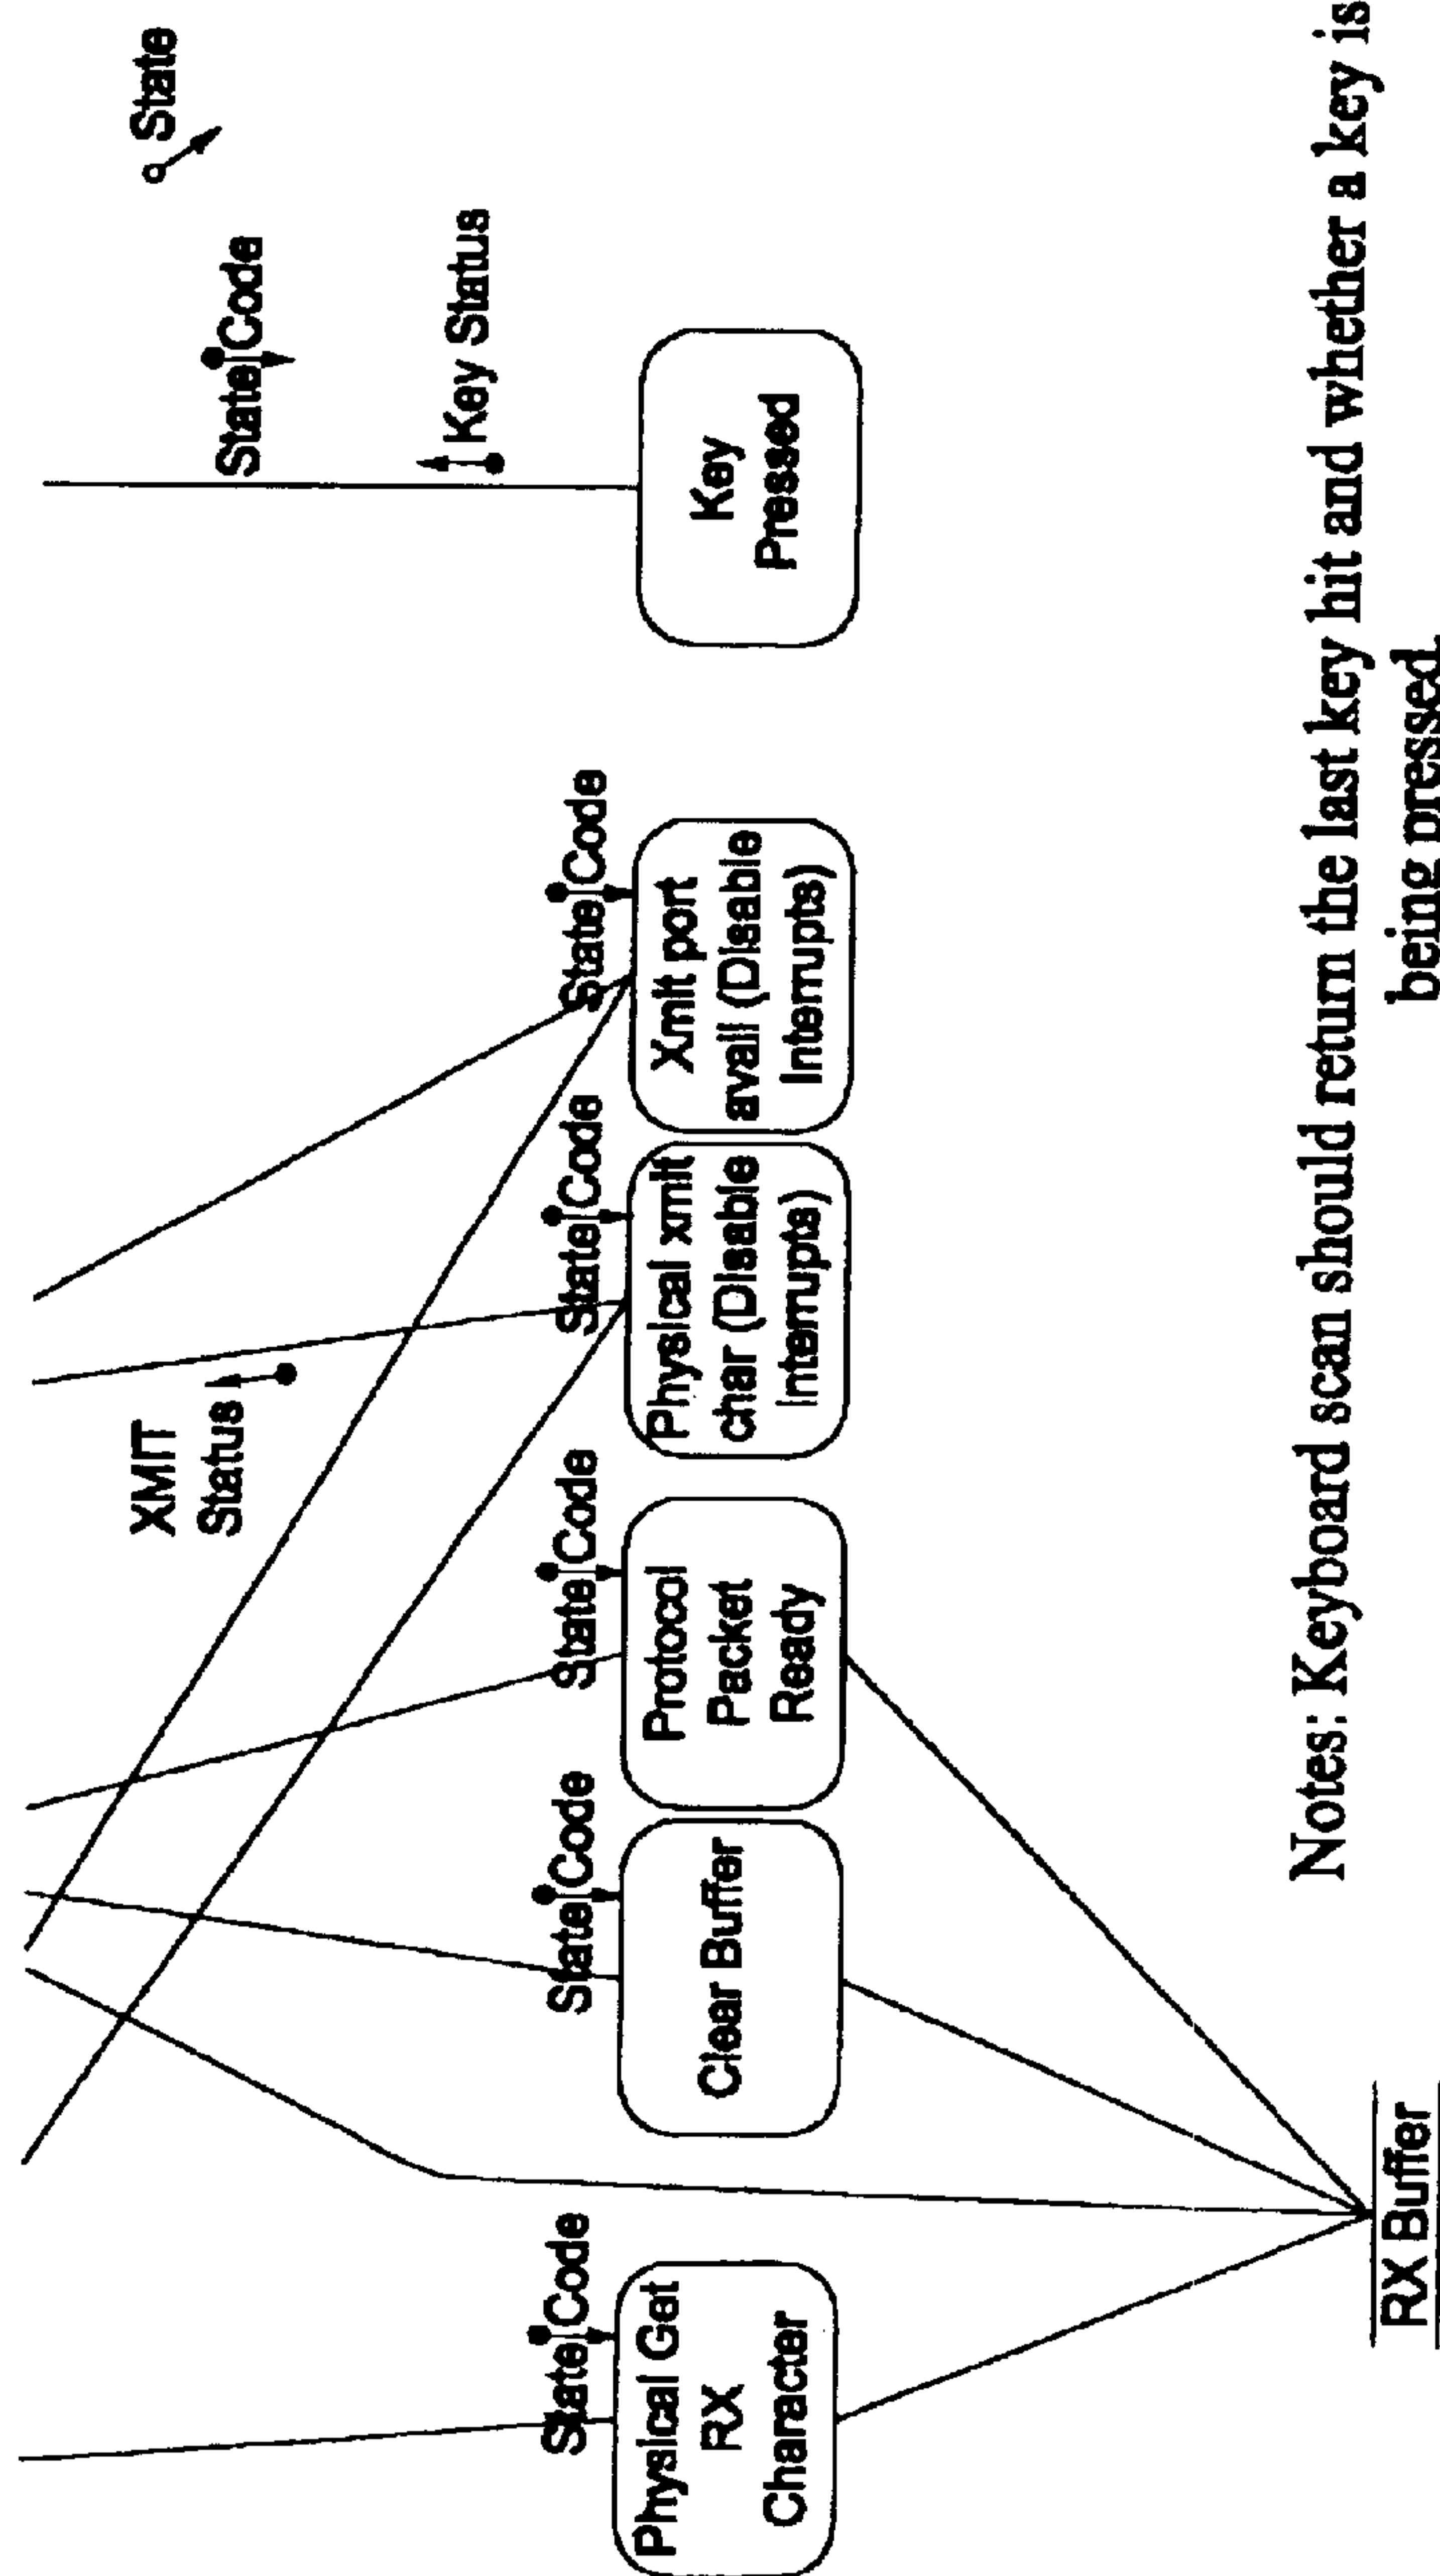 State
State Code
Key Status
XMIT
Status
State Code
State Code
State Code
State Code
State Code
Physical Get
RX
Character
Clear Buffer
Protocol
Packet
Ready
Physical xmit
char (Disable
Interrupts)
Xmit port
avail (Disable
Interrupts)
Key
Pressed
RX Buffer
Notes: Keyboard scan should return the last key hit and whether a key is
being pressed.